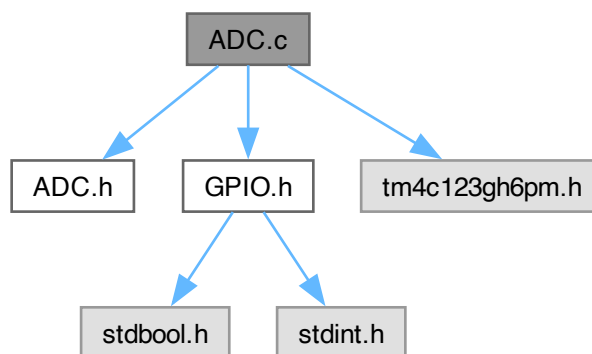 ADC.c
ADC.h
GPIO.h
tm4c123gh6pm.h
stdbool.h
stdint.h